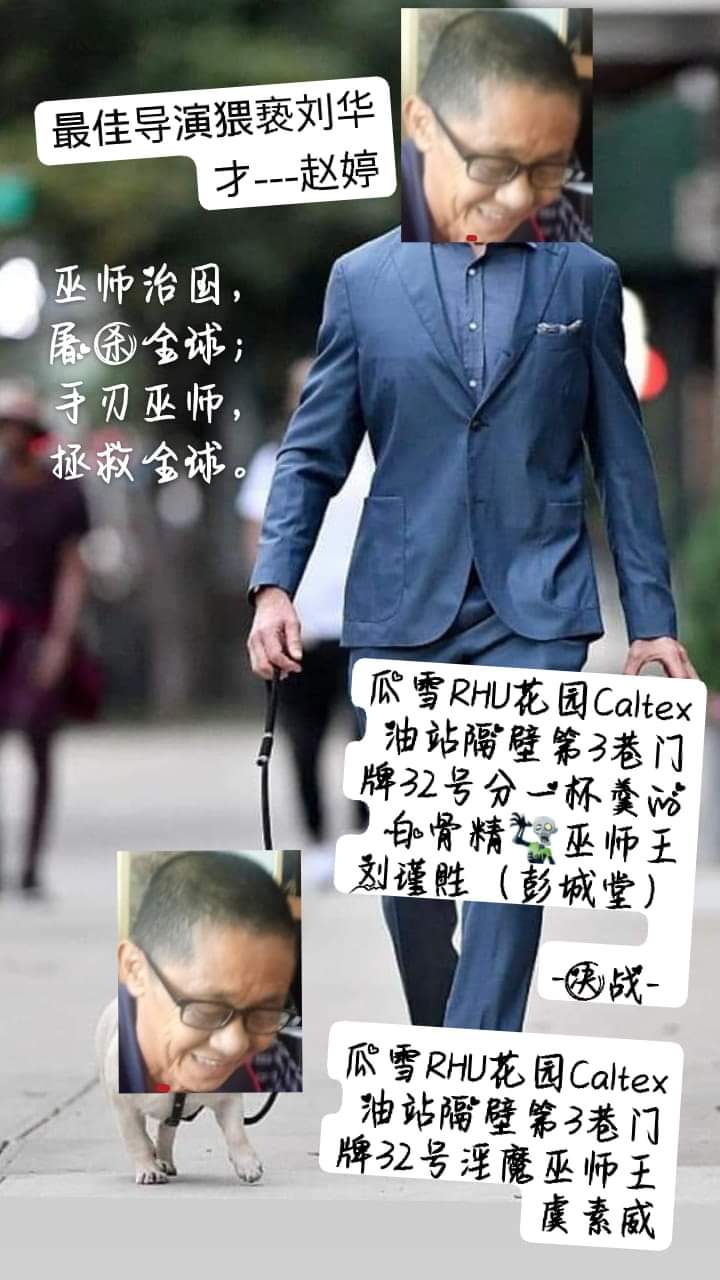 最佳导演猥亵刘华
才---赵婷
巫师治国，
屠杀全球；
手刃巫师，
拯救全球。
瓜雪RHU花园Caltex
油站隔壁第3巷门
牌32号分一杯羹的
白骨精🧟巫师王
刘瑾胜（彭城堂）
-决战-
瓜雪RHU花园Caltex
油站隔壁第3巷门
牌32号淫魔巫师王
虞素威